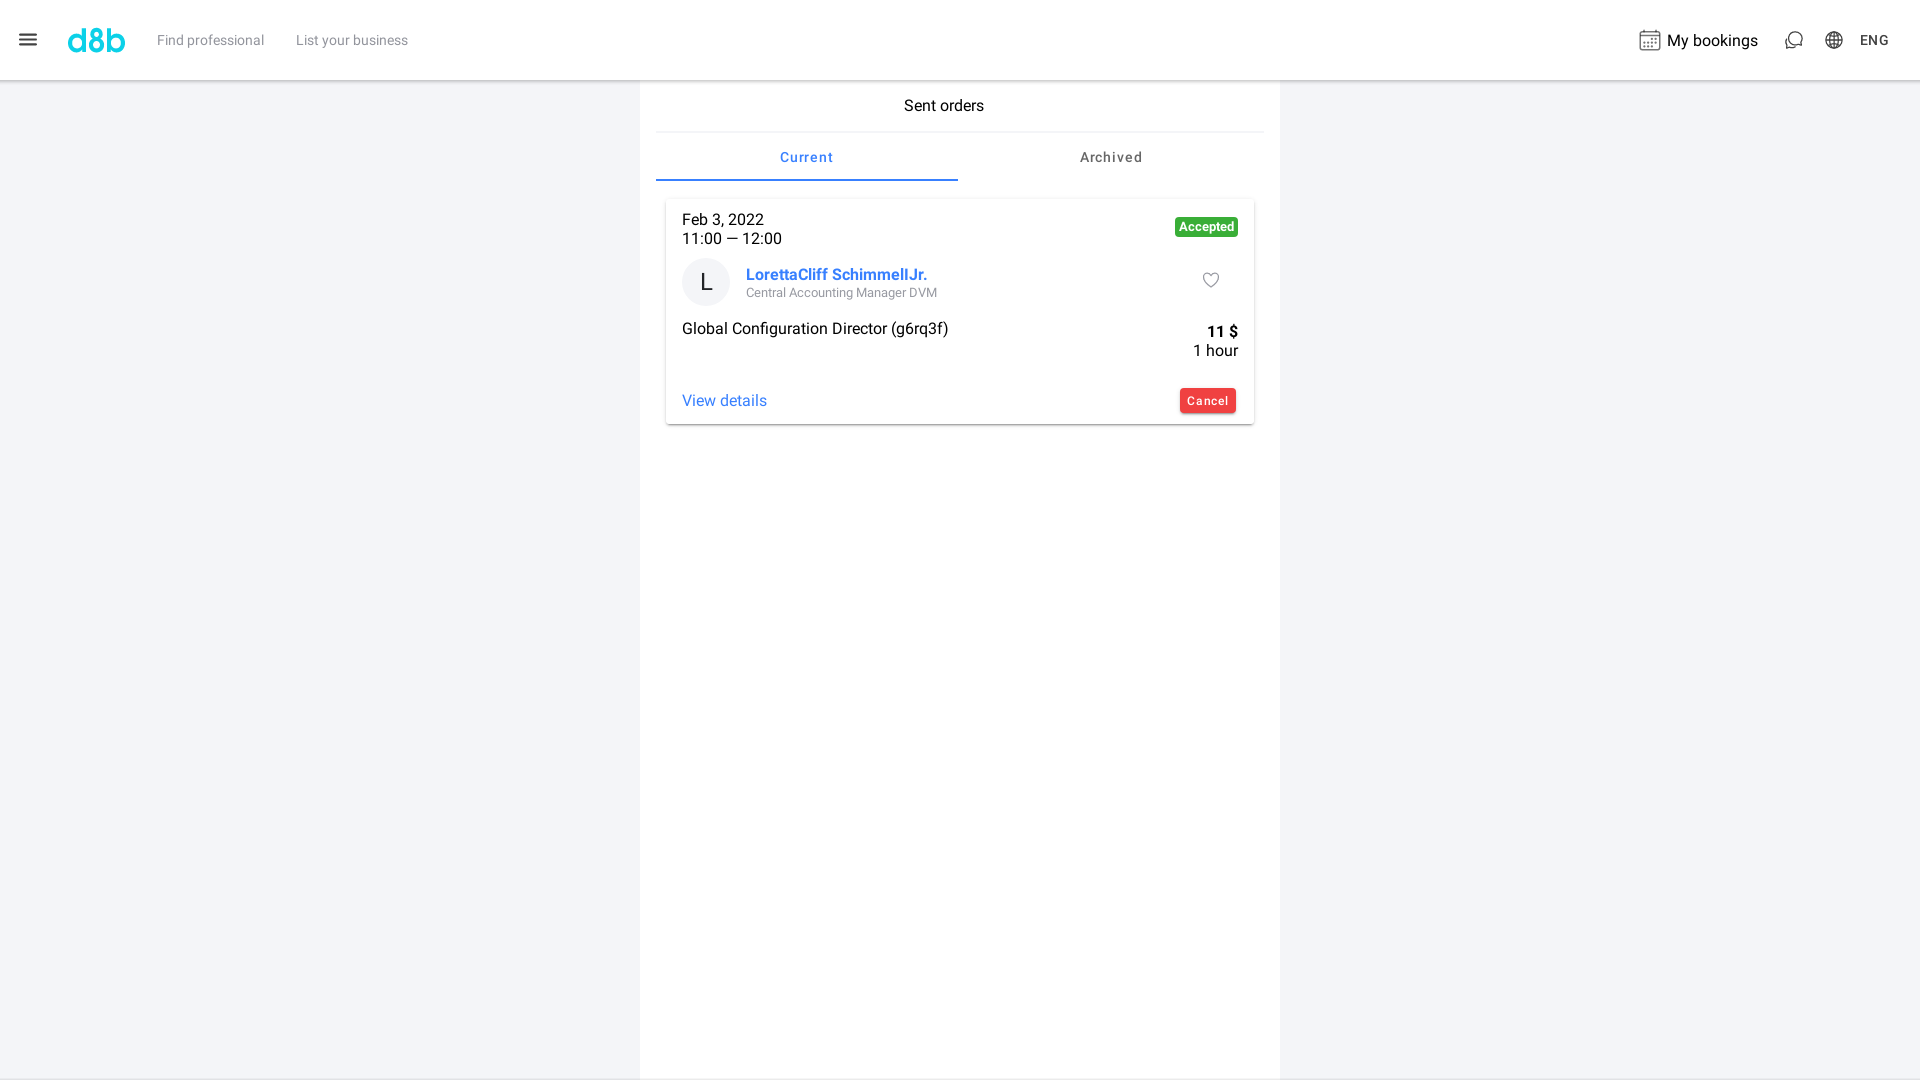 d8b
Find professional
List your business
My bookings
ENG
Sent orders
Current
Archived
Feb 3, 2022
11:00 — 12:00
Accepted
L
LorettaCliff SchimmelIJr.
Central Accounting Manager DVM
Global Configuration Director (g6rq3f)
11 $
1 hour
View details
Cancel